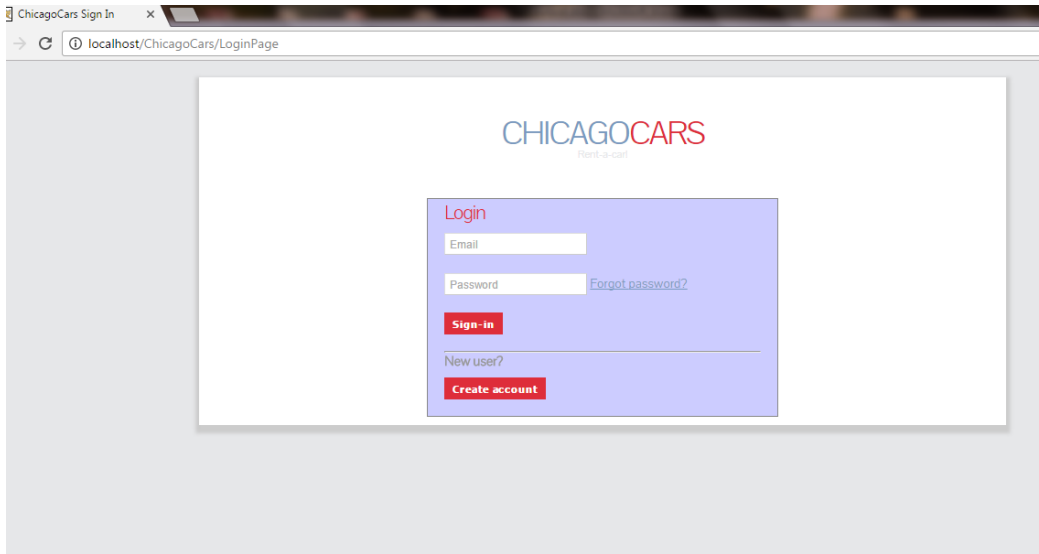 ChicagoCars Sign In
localhost/ChicagoCars/LoginPage
CHICAGOCARS
Rent-a-car!
Login
Email
Password Forgot password?
Sign-in
New user?
Create account